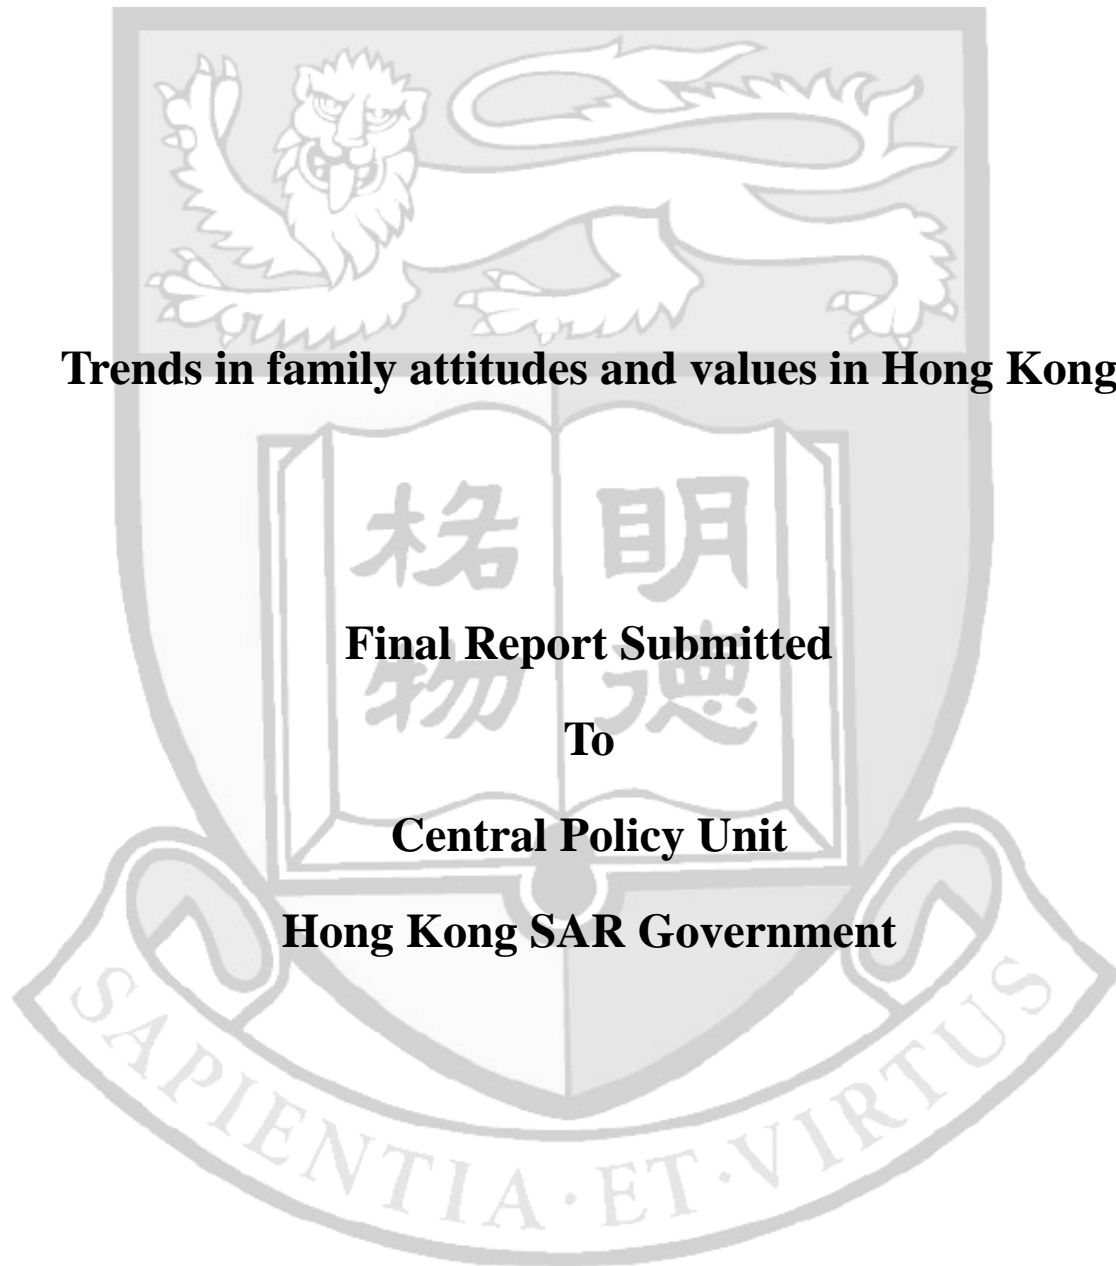 Trends in family attitudes and values in Hong Kong
明德
格物
Final Report Submitted
To
Central Policy Unit
Hong Kong SAR Government
SAPIENTIA·ET·VIRTUS